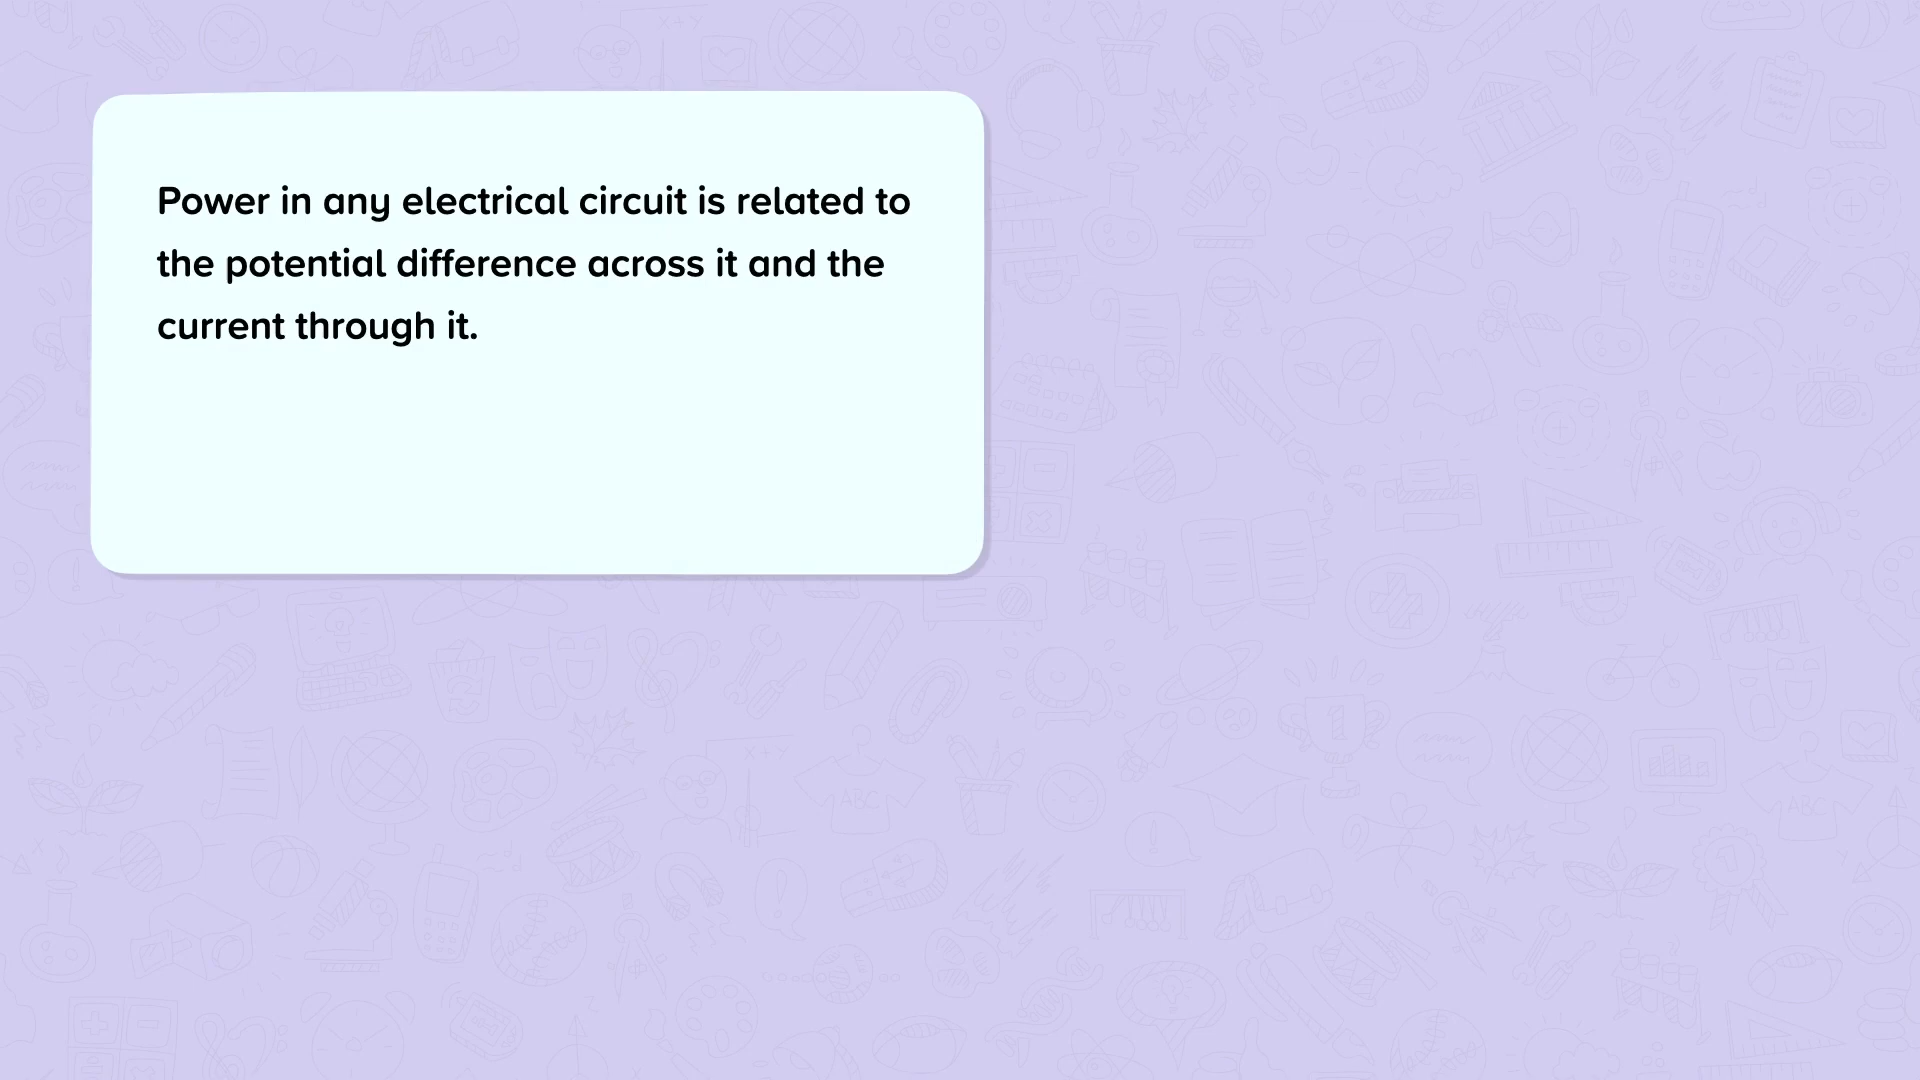 Power in any electrical circuit is related to
the potential difference across it and the
current through it.